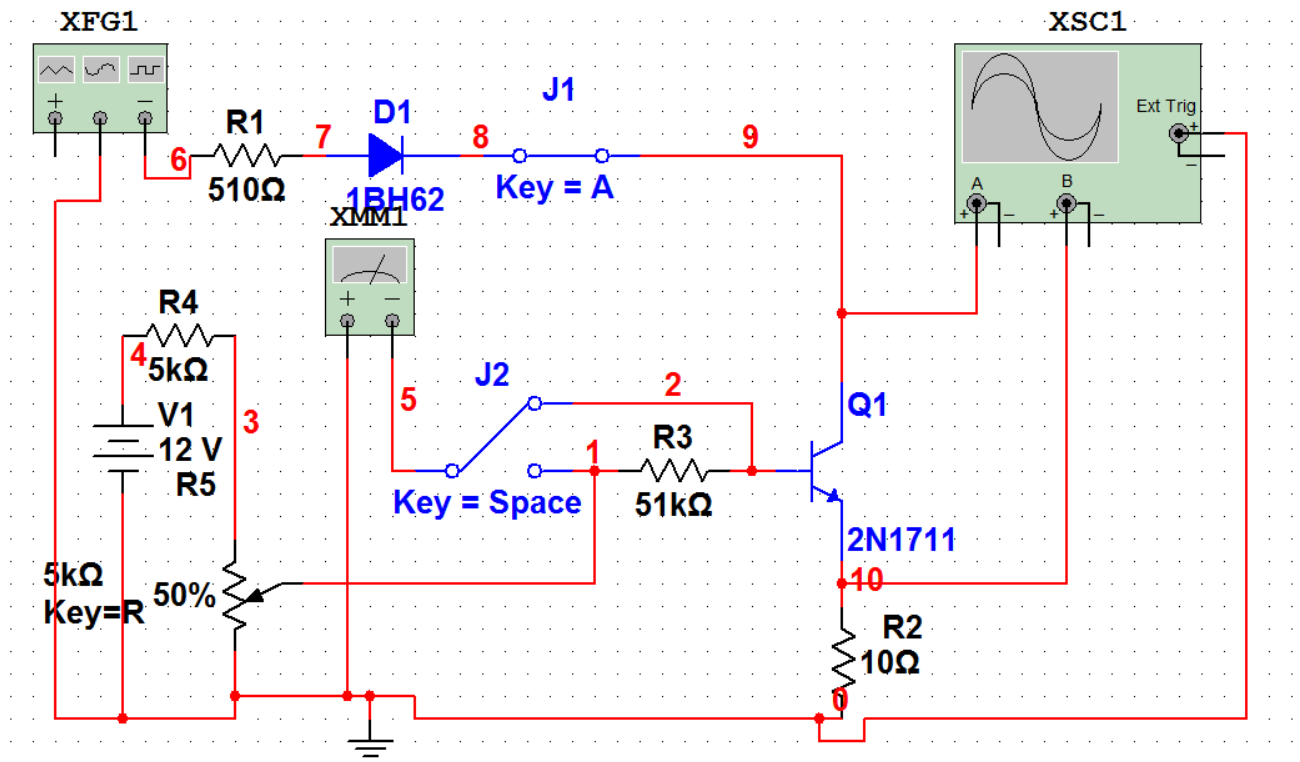 XFG1
XSC1
J1
+
−
Ext Trig
+
−
D1
R1
7
8
9
6
510Ω
1BH62
Key = A
A
B
+
−
+
−
XMM1
+
−
R4
4
5kΩ
J2
5
2
Q1
V1
3
12 V
R5
R3
1
51kΩ
Key = Space
2N1711
5kΩ
50%
Key=R
10
R2
10Ω
0